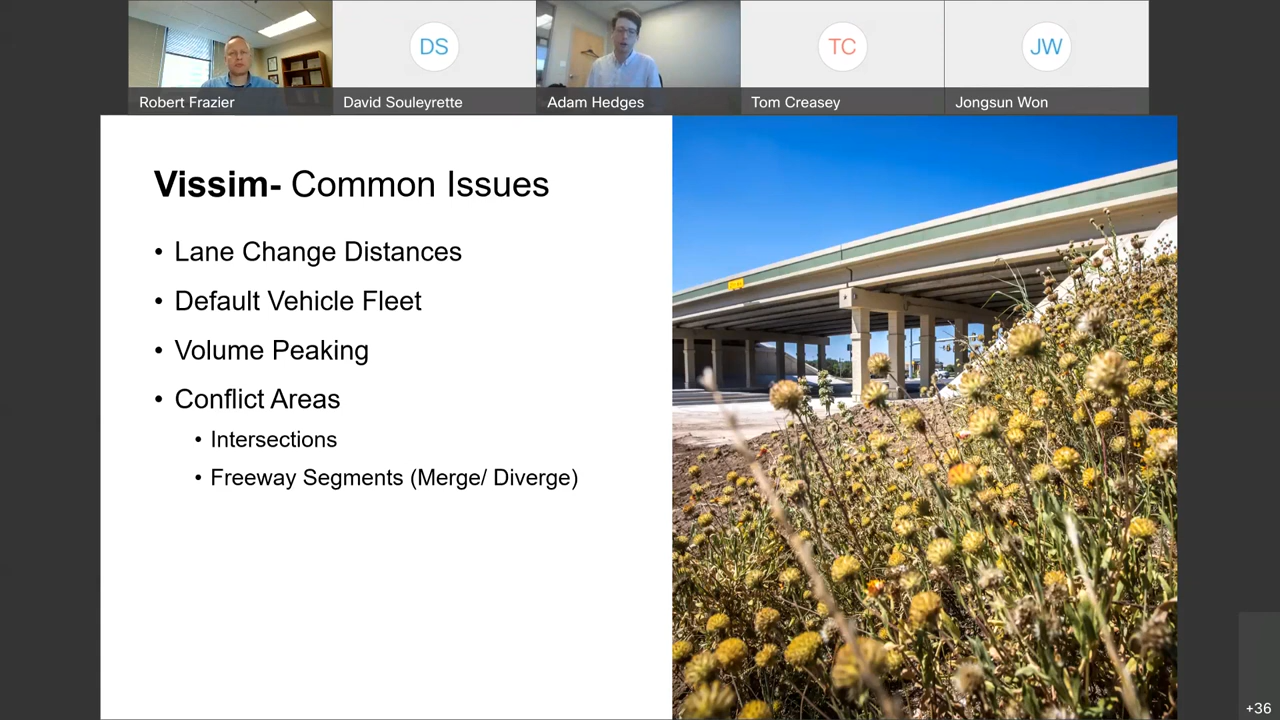 DS
TC
JW
Robert Frazier
David Souleyrette
Adam Hedges
Tom Creasey
Jongsun Won
Vissim- Common Issues
• Lane Change Distances
• Default Vehicle Fleet
• Volume Peaking
• Conflict Areas
• Intersections
• Freeway Segments (Merge/ Diverge)
+36